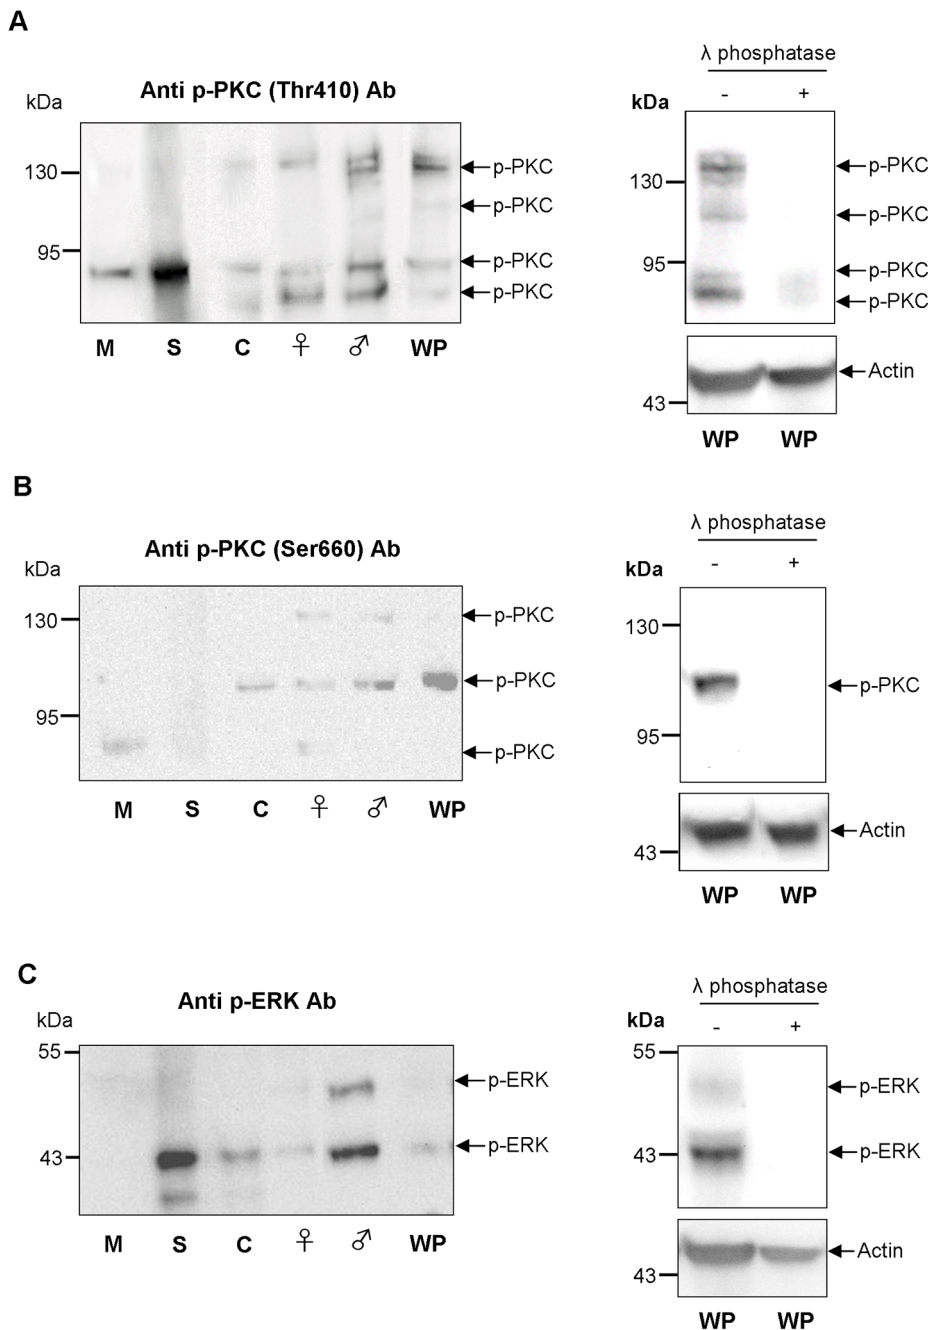 A
Anti p-PKC (Thr410) Ab
kDa
130
95
p-PKC
p-PKC
p-PKC
p-PKC
M S C ♀ ♂ WP
λ phosphatase
kDa - +
130
95
p-PKC
p-PKC
p-PKC
p-PKC
Actin
43
WP WP
B
Anti p-PKC (Ser660) Ab
kDa
130
95
p-PKC
p-PKC
p-PKC
M S C ♀ ♂ WP
λ phosphatase
kDa - +
130
95
p-PKC
Actin
43
WP WP
C
Anti p-ERK Ab
kDa
55
43
p-ERK
p-ERK
M S C ♀ ♂ WP
λ phosphatase
kDa - +
55
43
p-ERK
p-ERK
Actin
43
WP WP